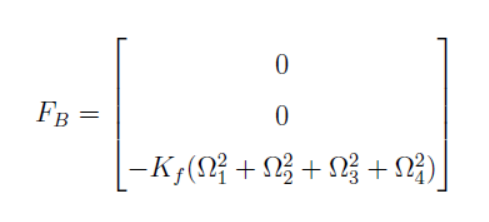 0
0
F_B =
-K_f(Ω_1^2 + Ω_2^2 + Ω_3^2 + Ω_4^2)